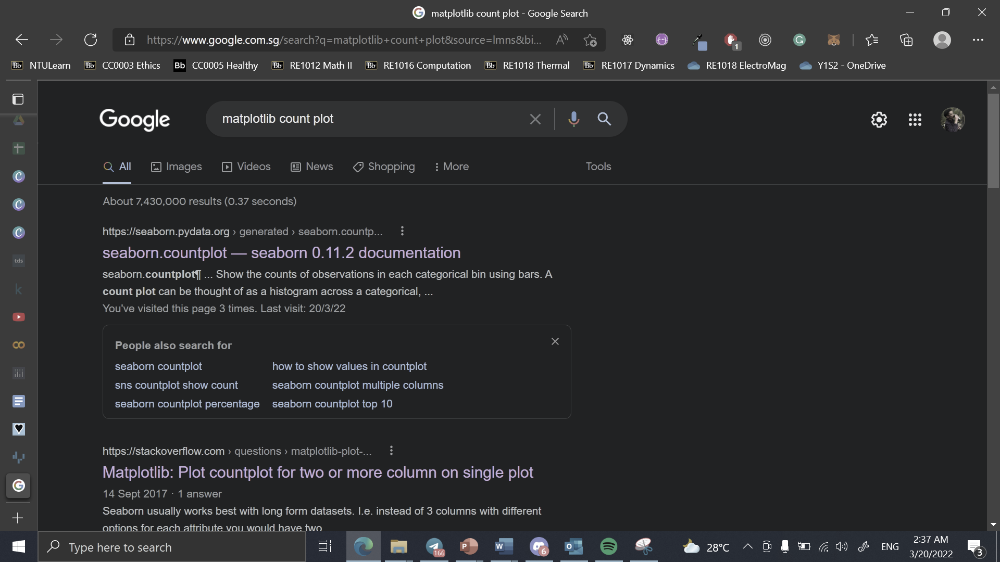 matplotlib count plot - Google Search
https://www.google.com.sg/search?q=matplotlib+count+plot&source=lmns&bi...
1
NTULearn
CC0003 Ethics
CC0005 Healthy
RE1012 Math II
RE1016 Computation
RE1018 Thermal
RE1017 Dynamics
RE1018 ElectroMag
Y1S2 - OneDrive
Google
matplotlib count plot
All
Images
Videos
News
Shopping
More
Tools
About 7,430,000 results (0.37 seconds)
https://seaborn.pydata.org › generated › seaborn.countp...
seaborn.countplot — seaborn 0.11.2 documentation
seaborn.countplot¶ ... Show the counts of observations in each categorical bin using bars. A
count plot can be thought of as a histogram across a categorical, ...
You've visited this page 3 times. Last visit: 20/3/22
People also search for
seaborn countplot
how to show values in countplot
sns countplot show count
seaborn countplot multiple columns
seaborn countplot percentage
seaborn countplot top 10
https://stackoverflow.com › questions › matplotlib-plot-...
Matplotlib: Plot countplot for two or more column on single plot
14 Sept 2017 · 1 answer
Seaborn usually works best with long form datasets. I.e. instead of 3 columns with different
options for each attribute you would have two
tds
Type here to search
166
6
28°C
ENG
2:37 AM
3/20/2022
3